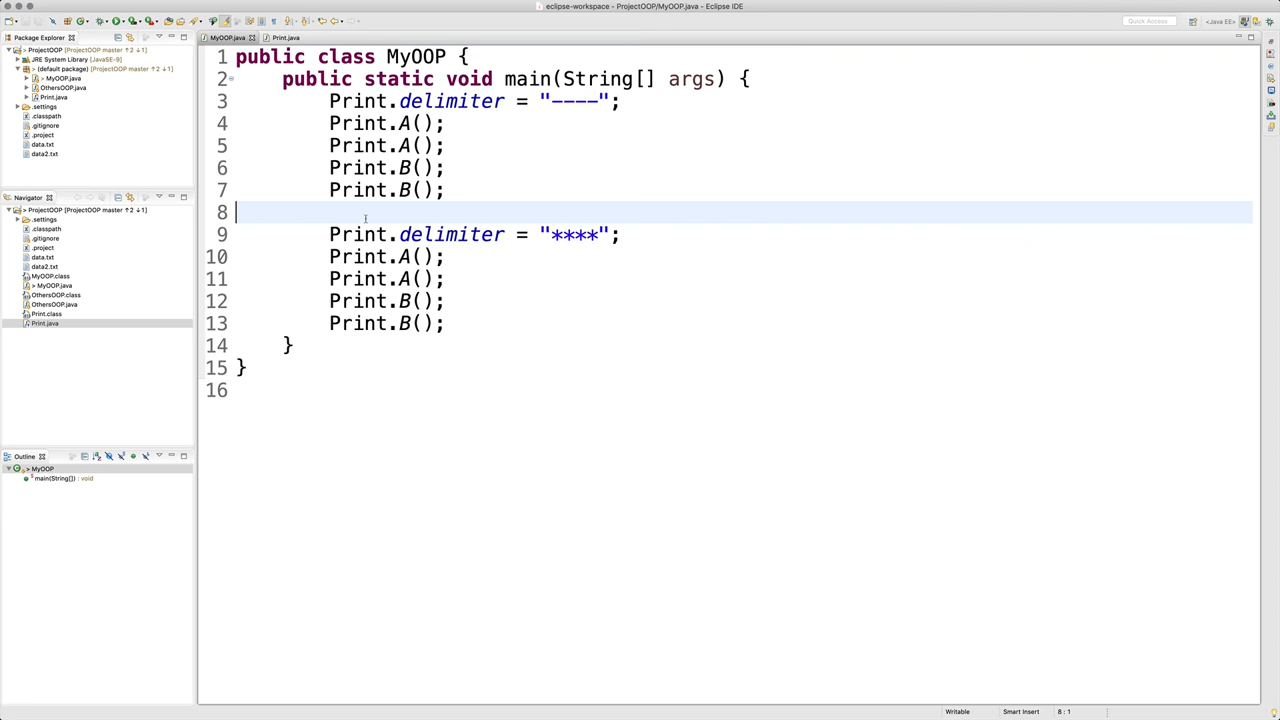 eclipse-workspace - ProjectOOP/MyOOP.java - Eclipse IDE
Quick Access
<Java EE>
Package Explorer
> ProjectOOP [ProjectOOP master ↑2 ↓1]
JRE System Library [JavaSE-9]
> (default package) [ProjectOOP master ↑2 ↓1]
> MyOOP.java
OthersOOP.java
Print.java
.settings
.classpath
.gitignore
.project
data.txt
data2.txt
Navigator
> ProjectOOP [ProjectOOP master ↑2 ↓1]
.settings
.classpath
.gitignore
.project
data.txt
data2.txt
MyOOP.class
> MyOOP.java
OthersOOP.class
OthersOOP.java
Print.class
Print.java
Outline
> MyOOP
main(String[]) : void
MyOOP.java
Print.java
1 public class MyOOP {
2 public static void main(String[] args) {
3 Print.delimiter = "----";
4 Print.A();
5 Print.A();
6 Print.B();
7 Print.B();
8
9 Print.delimiter = "****";
10 Print.A();
11 Print.A();
12 Print.B();
13 Print.B();
14 }
15 }
16
Writable
Smart Insert
8 : 1